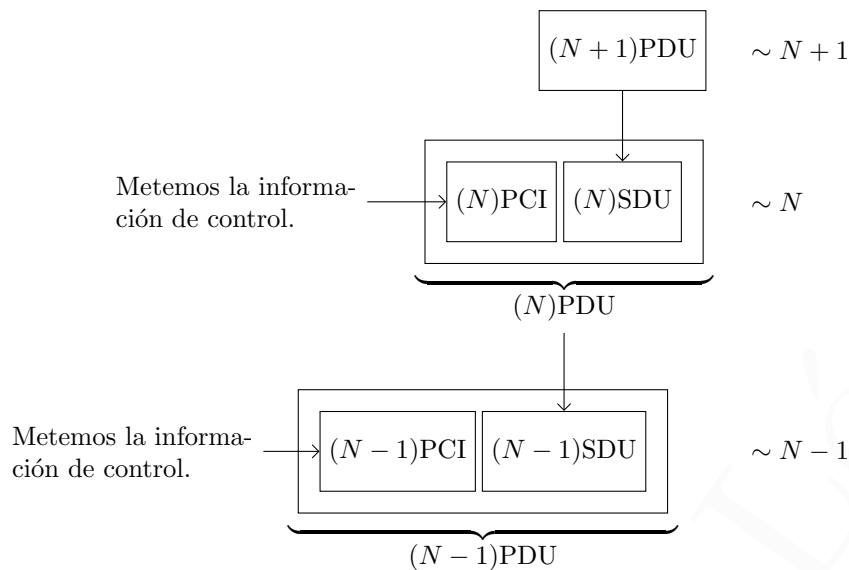 (N + 1)PDU ∼ N + 1
Metemos la informa-
ción de control.
(N)PCI (N)SDU ∼ N
(N)PDU
Metemos la informa-
ción de control.
(N − 1)PCI (N − 1)SDU ∼ N − 1
(N − 1)PDU